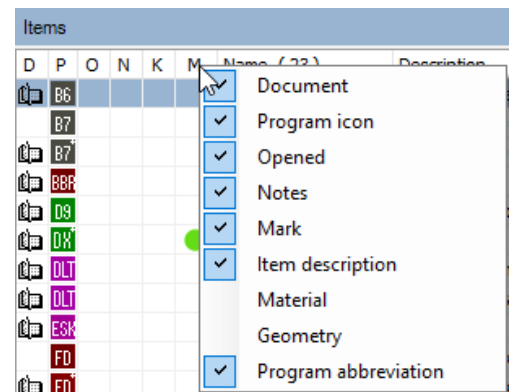 Items
D P O N K M Name ( 23 ) Description
B6 Document
B7 Program icon
B7* Opened
BBR Notes
D9 Mark
DX* Item description
DLT Material
DLT Geometry
ESK Program abbreviation
FD
FD*